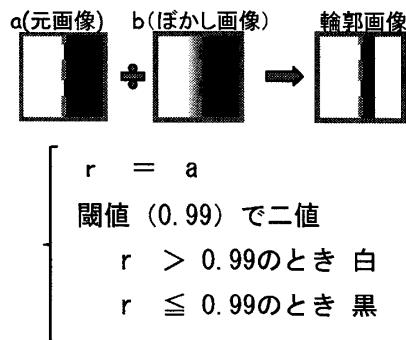 a(元画像) b(ぼかし画像) 輪郭画像
÷
r = a
閾値 (0.99) で二値
r > 0.99のとき 白
r ≦ 0.99のとき 黒